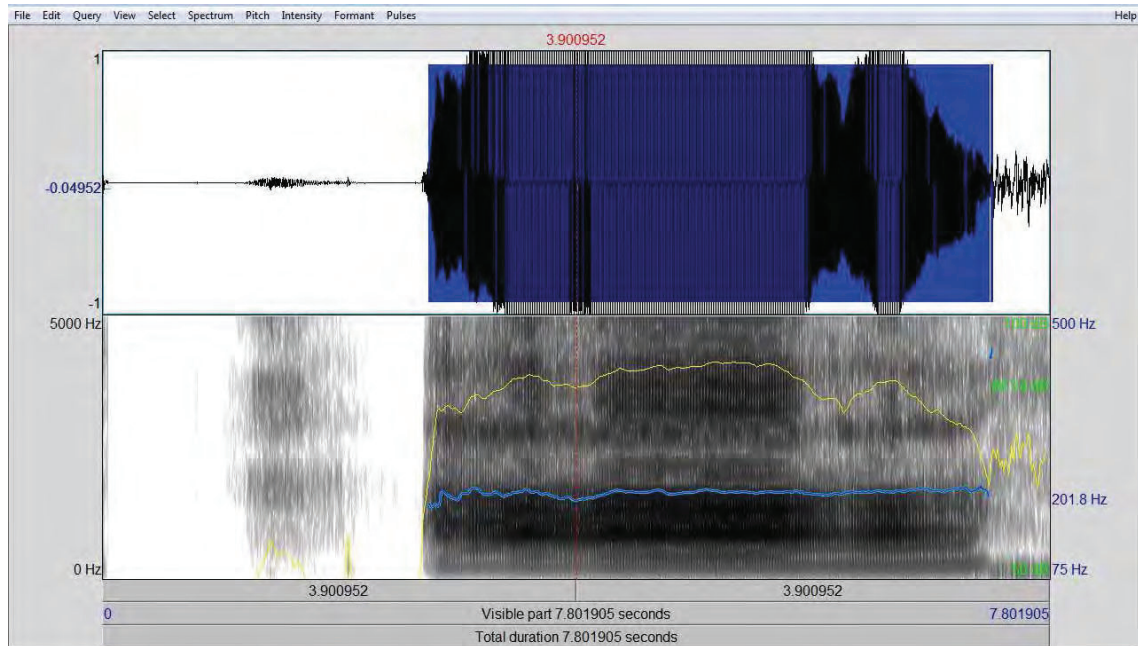 File Edit Query View Select Spectrum Pitch Intensity Formant Pulses Help
3.900952
1
-0.04952
-1
5000 Hz 500 Hz
201.8 Hz
0 Hz 75 Hz
3.900952 3.900952
0 Visible part 7.801905 seconds 7.801905
Total duration 7.801905 seconds